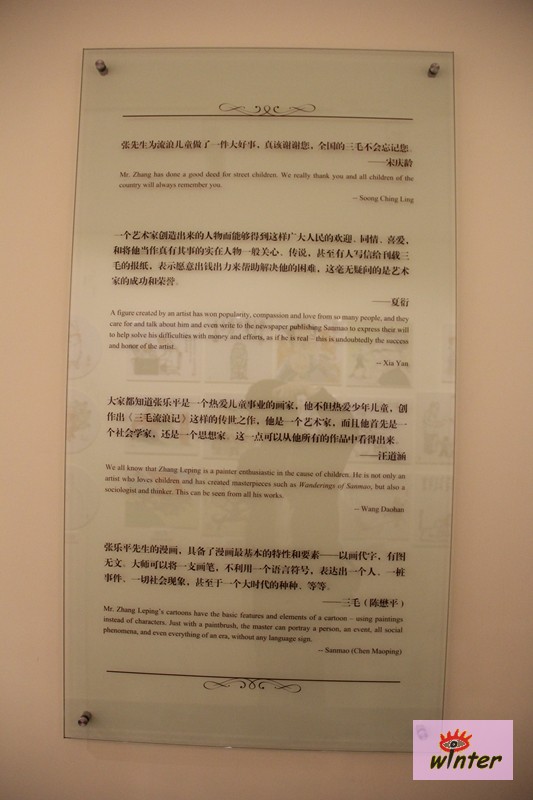 张先生为流浪儿童做了一件大好事，真该谢谢您，全国的三毛不会忘记您。
——宋庆龄
Mr. Zhang has done a good deed for street children. We really thank you and all children of the
country will always remember you.
-- Soong Ching Ling
一个艺术家创造出来的人物而能够得到这样广大人民的欢迎、同情、喜爱，
和将他当作真有其事的实在人物一般关心。传说，甚至有人写信给刊载三
毛的报纸，表示愿意出钱出力来帮助解决他的困难，这毫无疑问的是艺术
家的成功和荣誉。
——夏衍
A figure created by an artist has won popularity, compassion and love from so many people, and they
care for and talk about him and even write to the newspaper publishing Sanmao to express their will
to help solve his difficulties with money and efforts, as if he is real – this is undoubtedly the success
and honor of the artist.
-- Xia Yan
大家都知道张乐平是一个热爱儿童事业的画家，他不但热爱少年儿童，创
作出《三毛流浪记》这样的传世之作，他是一个艺术家，而且他首先是一
个社会学家，还是一个思想家。这一点可以从他所有的作品中看得出来。
——汪道涵
We all know that Zhang Leping is a painter enthusiastic in the cause of children. He is not only an
artist who loves children and has created masterpieces such as Wanderings of Sanmao, but also a
sociologist and thinker. This can be seen from all his works.
-- Wang Daohan
张乐平先生的漫画，具备了漫画最基本的特性和要素——以画代字，有图
无文。大师可以将一支画笔，不利用一个语言符号，表达出一个人、一桩
事件、一切社会现象，甚至于一个大时代的种种、等等。
——三毛（陈懋平）
Mr. Zhang Leping's cartoons have the basic features and elements of a cartoon – using paintings
instead of characters. Just with a paintbrush, the master can portray a person, an event, all social
phenomena, and even everything of an era, without any language sign.
-- Sanmao (Chen Maoping)
winter